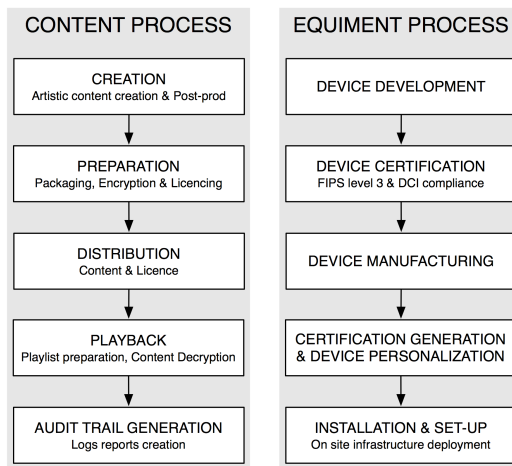 CONTENT PROCESS
CREATION
Artistic content creation & Post-prod
PREPARATION
Packaging, Encryption & Licencing
DISTRIBUTION
Content & Licence
PLAYBACK
Playlist preparation, Content Decryption
AUDIT TRAIL GENERATION
Logs reports creation
EQUIMENT PROCESS
DEVICE DEVELOPMENT
DEVICE CERTIFICATION
FIPS level 3 & DCI compliance
DEVICE MANUFACTURING
CERTIFICATION GENERATION
& DEVICE PERSONALIZATION
INSTALLATION & SET-UP
On site infrastructure deployment